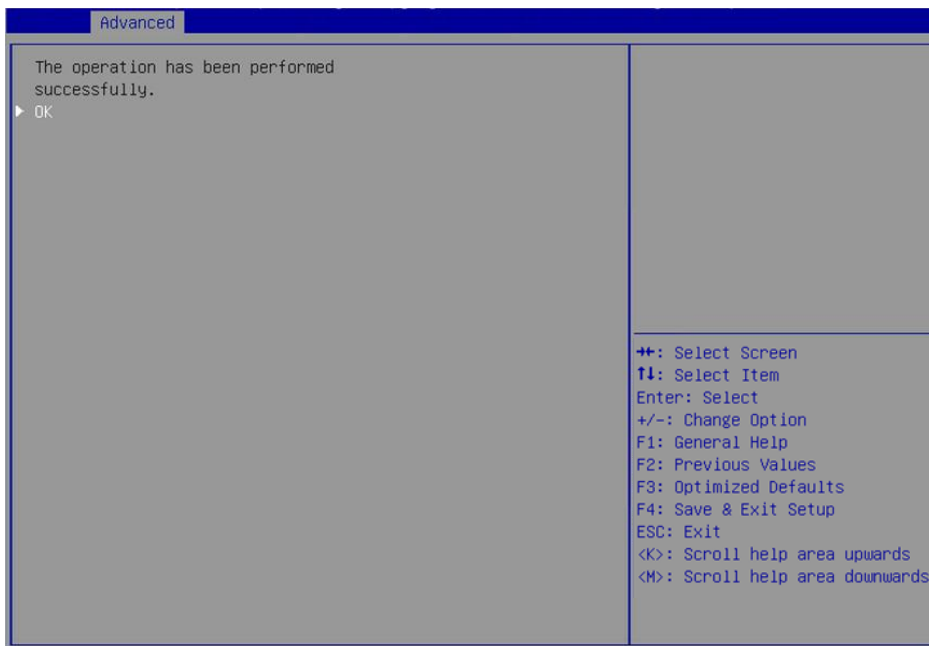 Advanced
The operation has been performed
successfully.
OK
→←: Select Screen
↑↓: Select Item
Enter: Select
+/-: Change Option
F1: General Help
F2: Previous Values
F3: Optimized Defaults
F4: Save & Exit Setup
ESC: Exit
<K>: Scroll help area upwards
<M>: Scroll help area downwards